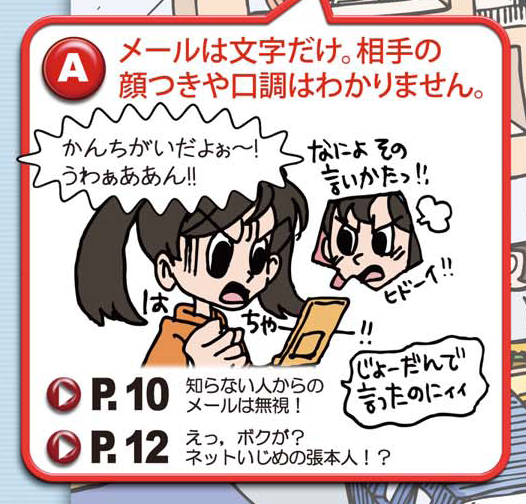 A
メールは文字だけ。相手の
顔つきや口調はわかりません。
かんちがいだよぉ〜!
うわぁああん!!
なによ その
言いかたっ!!
ヒドーイ!!
は
ちゃー
ー!!
じょーだんで
言ったのにィィ
P.10 知らない人からの
メールは無視!
P.12 えっ,ボクが?
ネットいじめの張本人!?